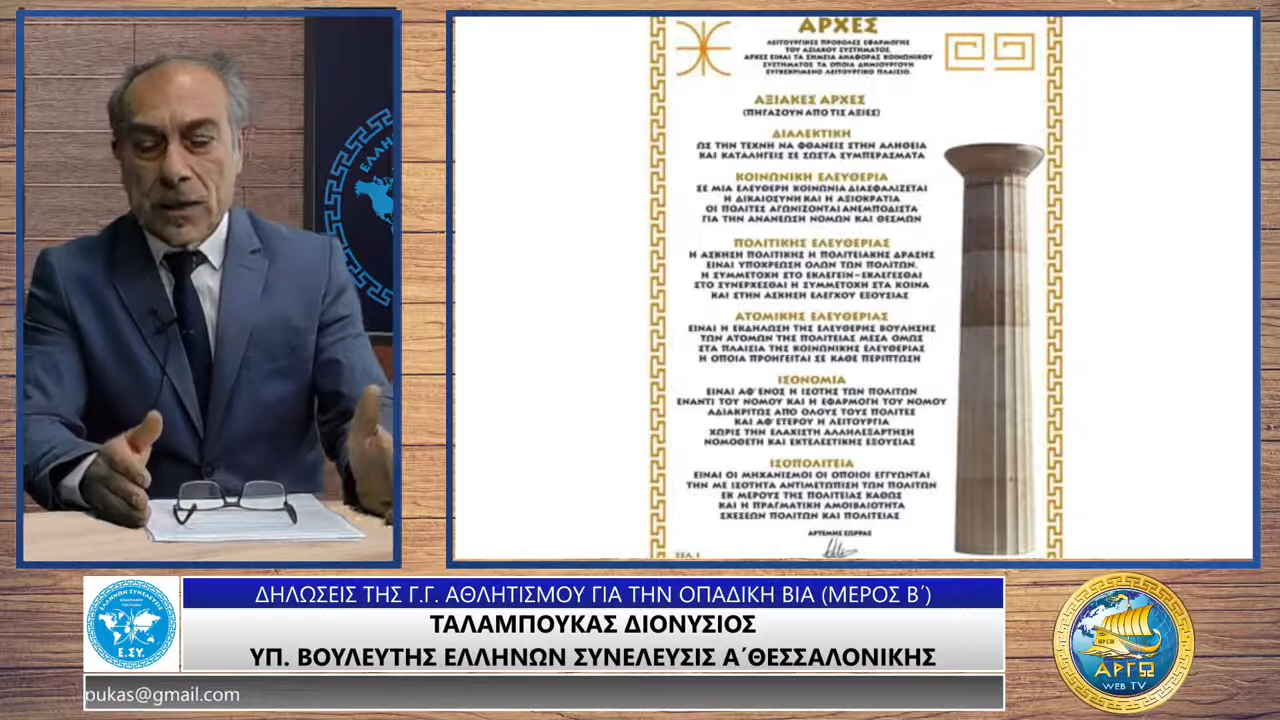 ΑΡΧΕΣ
ΛΕΙΤΟΥΡΓΙΚΕΣ ΠΡΟΒΟΛΕΣ ΕΦΑΡΜΟΓΗΣ
ΤΟΥ ΑΞΙΑΚΟΥ ΣΥΣΤΗΜΑΤΟΣ.
ΑΡΧΕΣ ΕΙΝΑΙ ΤΑ ΣΗΜΕΙΑ ΑΝΑΦΟΡΑΣ ΚΟΙΝΩΝΙΚΟΥ
ΣΥΣΤΗΜΑΤΟΣ ΤΑ ΟΠΟΙΑ ΔΗΜΙΟΥΡΓΟΥΝ
ΣΥΓΚΕΚΡΙΜΕΝΟ ΛΕΙΤΟΥΡΓΙΚΟ ΠΛΑΙΣΙΟ.
ΑΞΙΑΚΕΣ ΑΡΧΕΣ
(ΠΗΓΑΖΟΥΝ ΑΠΟ ΤΙΣ ΑΞΙΕΣ)
ΔΙΑΛΕΚΤΙΚΗ
ΩΣ ΤΗΝ ΤΕΧΝΗ ΝΑ ΦΘΑΝΕΙΣ ΣΤΗΝ ΑΛΗΘΕΙΑ
ΚΑΙ ΚΑΤΑΛΗΓΕΙΣ ΣΕ ΣΩΣΤΑ ΣΥΜΠΕΡΑΣΜΑΤΑ
ΚΟΙΝΩΝΙΚΗ ΕΛΕΥΘΕΡΙΑ
ΣΕ ΜΙΑ ΕΛΕΥΘΕΡΗ ΚΟΙΝΩΝΙΑ ΔΙΑΣΦΑΛΙΖΕΤΑΙ
Η ΔΙΚΑΙΟΣΥΝΗ ΚΑΙ Η ΑΞΙΟΚΡΑΤΙΑ
ΟΙ ΠΟΛΙΤΕΣ ΑΓΩΝΙΖΟΝΤΑΙ ΑΝΕΜΠΟΔΙΣΤΑ
ΓΙΑ ΤΗΝ ΑΝΑΝΕΩΣΗ ΝΟΜΩΝ ΚΑΙ ΘΕΣΜΩΝ
ΠΟΛΙΤΙΚΗΣ ΕΛΕΥΘΕΡΙΑΣ
Η ΑΣΚΗΣΗ ΠΟΛΙΤΙΚΗΣ Η ΠΟΛΙΤΕΙΑΚΗΣ ΔΡΑΣΗΣ
ΕΙΝΑΙ ΥΠΟΧΡΕΩΣΗ ΟΛΩΝ ΤΩΝ ΠΟΛΙΤΩΝ.
Η ΣΥΜΜΕΤΟΧΗ ΣΤΟ ΕΚΛΕΓΕΙΝ–ΕΚΛΕΓΕΣΘΑΙ
ΣΤΟ ΣΥΝΕΡΧΕΣΘΑΙ Η ΣΥΜΜΕΤΟΧΗ ΣΤΑ ΚΟΙΝΑ
ΚΑΙ ΣΤΗΝ ΑΣΚΗΣΗ ΕΛΕΓΧΟΥ ΕΞΟΥΣΙΑΣ
ΑΤΟΜΙΚΗΣ ΕΛΕΥΘΕΡΙΑΣ
ΕΙΝΑΙ Η ΕΚΔΗΛΩΣΗ ΤΗΣ ΕΛΕΥΘΕΡΗΣ ΒΟΥΛΗΣΗΣ
ΤΩΝ ΑΤΟΜΩΝ ΤΗΣ ΠΟΛΙΤΕΙΑΣ ΜΕΣΑ ΟΜΩΣ
ΣΤΑ ΠΛΑΙΣΙΑ ΤΗΣ ΚΟΙΝΩΝΙΚΗΣ ΕΛΕΥΘΕΡΙΑΣ
Η ΟΠΟΙΑ ΠΡΟΗΓΕΙΤΑΙ ΣΕ ΚΑΘΕ ΠΕΡΙΠΤΩΣΗ
ΙΣΟΝΟΜΙΑ
ΕΙΝΑΙ ΑΦ΄ΕΝΟΣ Η ΙΣΟΤΗΣ ΤΩΝ ΠΟΛΙΤΩΝ
ΕΝΑΝΤΙ ΤΟΥ ΝΟΜΟΥ ΚΑΙ Η ΕΦΑΡΜΟΓΗ ΤΟΥ ΝΟΜΟΥ
ΑΔΙΑΚΡΙΤΩΣ ΑΠΟ ΟΛΟΥΣ ΤΟΥΣ ΠΟΛΙΤΕΣ
ΚΑΙ ΑΦ΄ΕΤΕΡΟΥ Η ΛΕΙΤΟΥΡΓΙΑ
ΧΩΡΙΣ ΤΗΝ ΕΛΑΧΙΣΤΗ ΑΛΛΗΛΕΞΑΡΤΗΣΗ
ΝΟΜΟΘΕΤΗ ΚΑΙ ΕΚΤΕΛΕΣΤΙΚΗΣ ΕΞΟΥΣΙΑΣ
ΙΣΟΠΟΛΙΤΕΙΑ
ΕΙΝΑΙ ΟΙ ΜΗΧΑΝΙΣΜΟΙ ΟΙ ΟΠΟΙΟΙ ΕΓΓΥΩΝΤΑΙ
ΤΗΝ ΜΕ ΙΣΟΤΗΤΑ ΑΝΤΙΜΕΤΩΠΙΣΗ ΤΩΝ ΠΟΛΙΤΩΝ
ΕΚ ΜΕΡΟΥΣ ΤΗΣ ΠΟΛΙΤΕΙΑΣ ΚΑΘΩΣ
ΚΑΙ Η ΠΡΑΓΜΑΤΙΚΗ ΑΜΟΙΒΑΙΟΤΗΤΑ
ΣΧΕΣΕΩΝ ΠΟΛΙΤΩΝ ΚΑΙ ΠΟΛΙΤΕΙΑΣ
ΑΡΤΕΜΗΣ ΣΩΡΡΑΣ
ΣΕΛ. 1
ΔΗΛΩΣΕΙΣ ΤΗΣ Γ.Γ. ΑΘΛΗΤΙΣΜΟΥ ΓΙΑ ΤΗΝ ΟΠΑΔΙΚΗ ΒΙΑ (ΜΕΡΟΣ Β΄)
ΤΑΛΑΜΠΟΥΚΑΣ ΔΙΟΝΥΣΙΟΣ
ΥΠ. ΒΟΥΛΕΥΤΗΣ ΕΛΛΗΝΩΝ ΣΥΝΕΛΕΥΣΙΣ Α΄ΘΕΣΣΑΛΟΝΙΚΗΣ
oukas@gmail.com
ΕΛΛΗΝΩΝ ΣΥΝΕΛΕΥΣΙΣ
Ε.ΣΥ.
ΑΡΓΩ
WEB TV